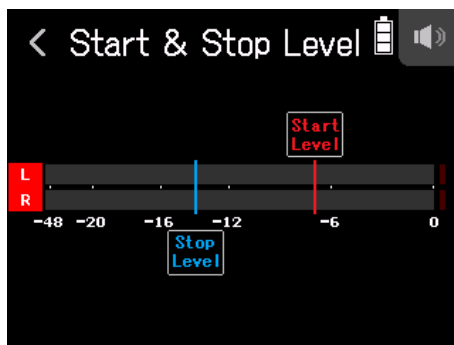 Start & Stop Level
Start
Level
L
R
-48 -20 -16 -12 -6 0
Stop
Level